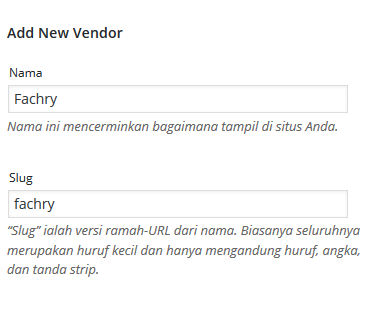 Add New Vendor
Nama
Fachry
Nama ini mencerminkan bagaimana tampil di situs Anda.
Slug
fachry
“Slug” ialah versi ramah-URL dari nama. Biasanya seluruhnya
merupakan huruf kecil dan hanya mengandung huruf, angka,
dan tanda strip.